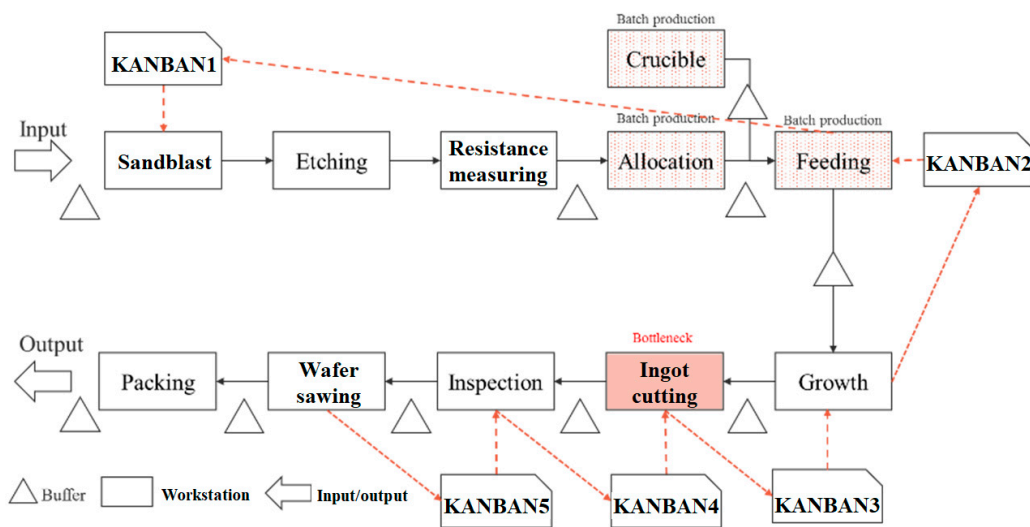 Batch production
KANBAN1
Crucible
Input
Batch production
Batch production
Sandblast
Etching
Resistance
measuring
Allocation
Feeding
KANBAN2
Output
Bottleneck
Packing
Wafer
sawing
Inspection
Ingot
cutting
Growth
Buffer
Workstation
Input/output
KANBAN5
KANBAN4
KANBAN3